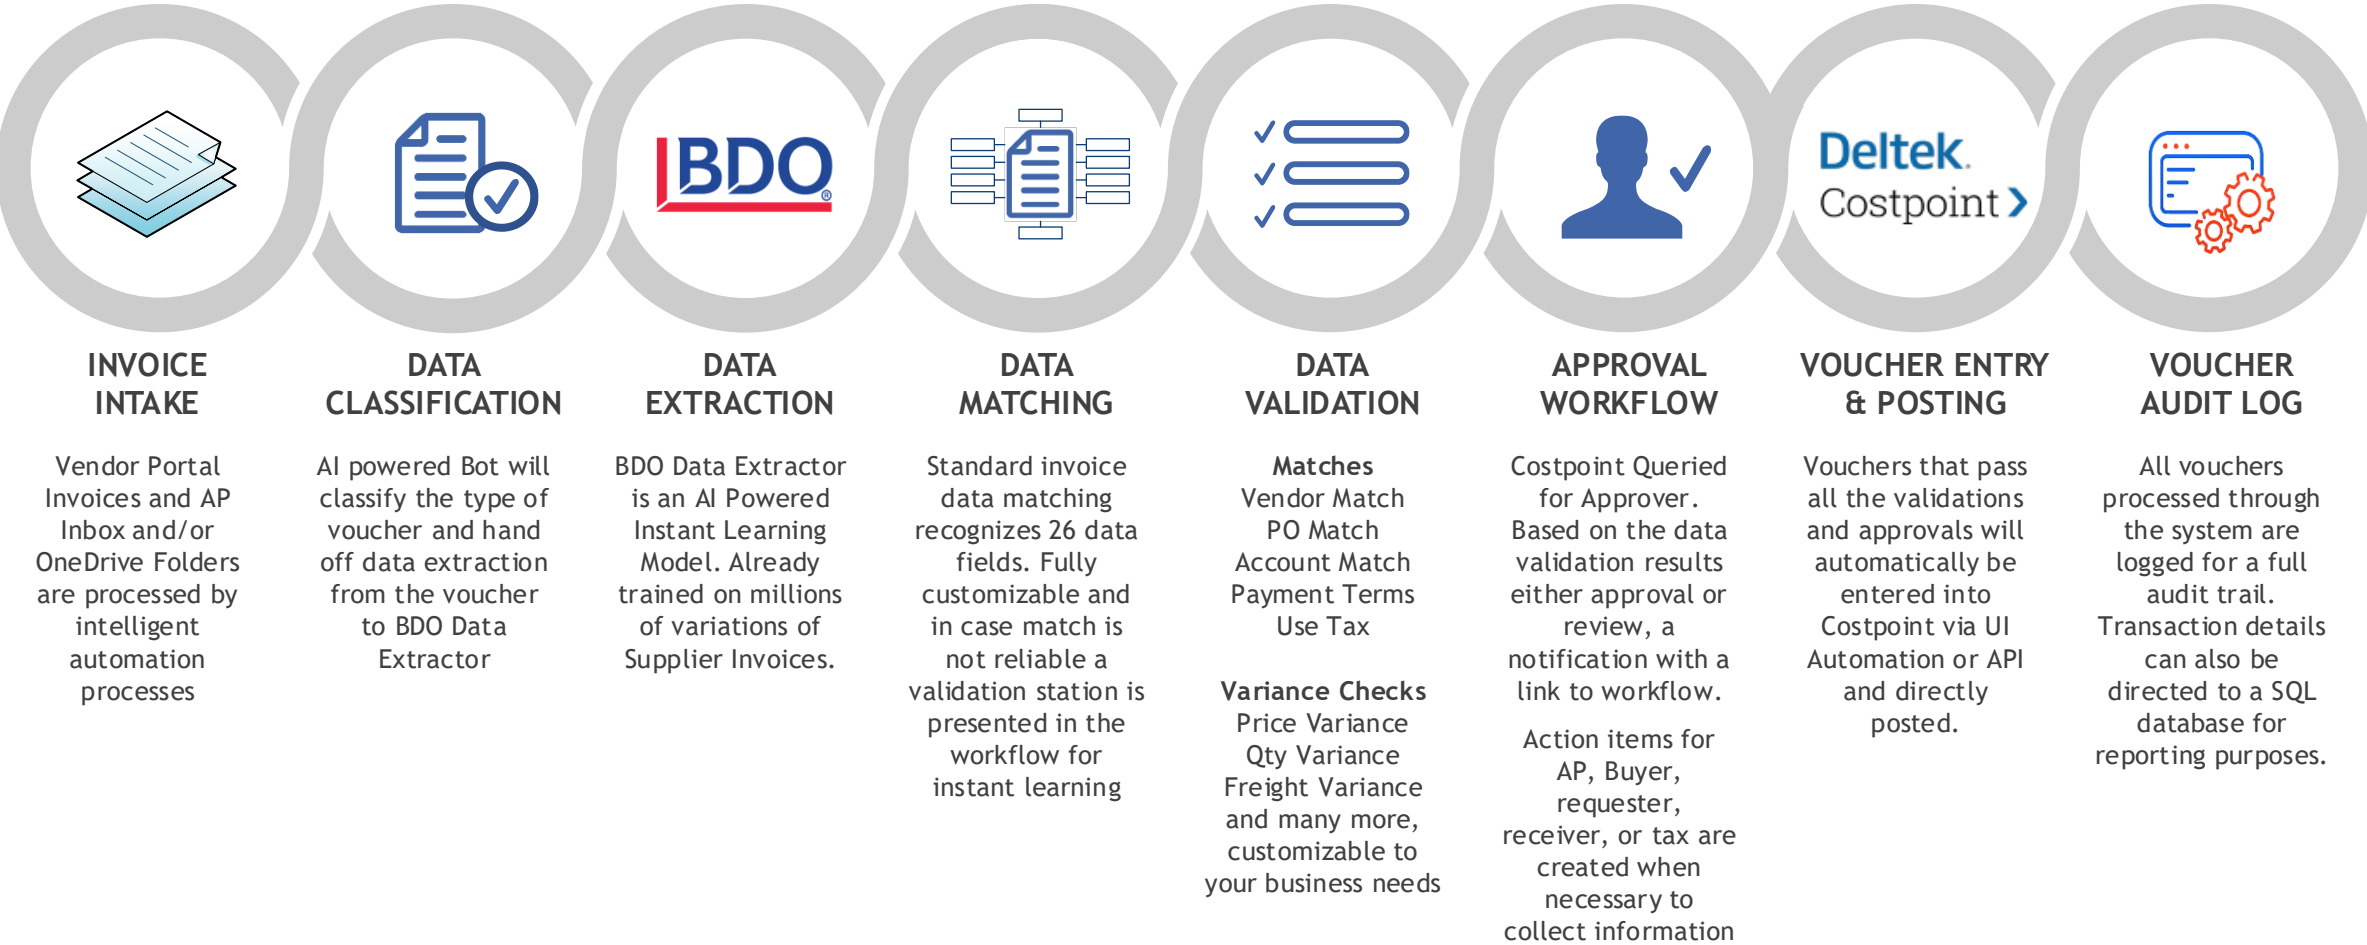 BDO
®
Deltek.
Costpoint
INVOICE
INTAKE
Vendor Portal
Invoices and AP
Inbox and/or
OneDrive Folders
are processed by
intelligent
automation
processes
DATA
CLASSIFICATION
AI powered Bot will
classify the type of
voucher and hand
off data extraction
from the voucher
to BDO Data
Extractor
DATA
EXTRACTION
BDO Data Extractor
is an AI Powered
Instant Learning
Model. Already
trained on millions
of variations of
Supplier Invoices.
DATA
MATCHING
Standard invoice
data matching
recognizes 26 data
fields. Fully
customizable and
in case match is
not reliable a
validation station is
presented in the
workflow for
instant learning
DATA
VALIDATION
Matches
Vendor Match
PO Match
Account Match
Payment Terms
Use Tax
Variance Checks
Price Variance
Qty Variance
Freight Variance
and many more,
customizable to
your business needs
APPROVAL
WORKFLOW
Costpoint Queried
for Approver.
Based on the data
validation results
either approval or
review, a
notification with a
link to workflow.
Action items for
AP, Buyer,
requester,
receiver, or tax are
created when
necessary to
collect information
VOUCHER ENTRY
& POSTING
Vouchers that pass
all the validations
and approvals will
automatically be
entered into
Costpoint via UI
Automation or API
and directly
posted.
VOUCHER
AUDIT LOG
All vouchers
processed through
the system are
logged for a full
audit trail.
Transaction details
can also be
directed to a SQL
database for
reporting purposes.